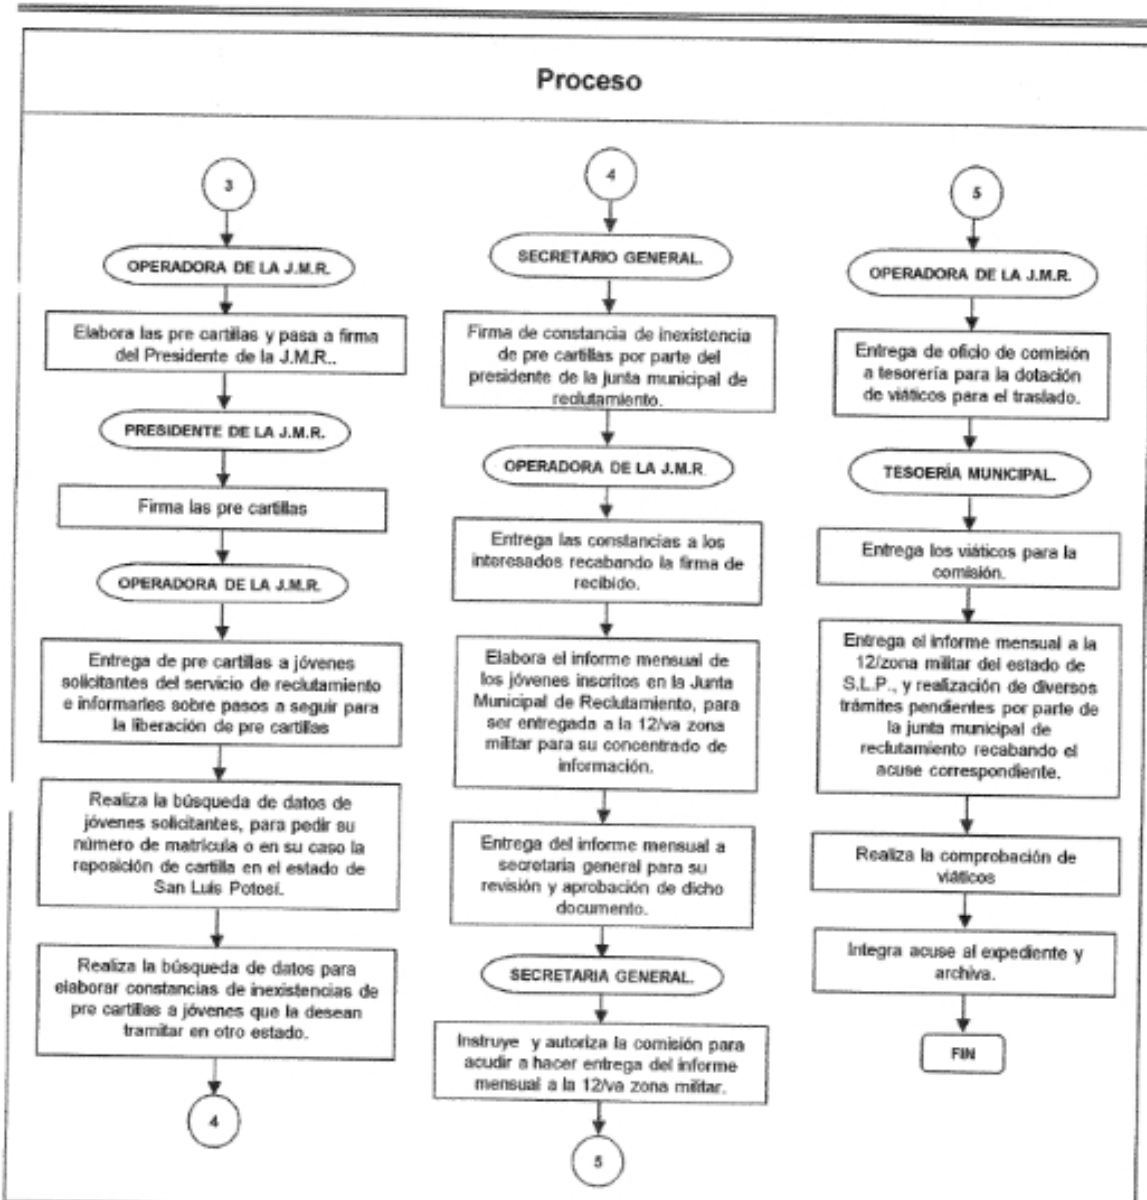 Proceso
3
OPERADORA DE LA J.M.R.
Elabora las pre cartillas y pasa a firma
del Presidente de la J.M.R..
PRESIDENTE DE LA J.M.R.
Firma las pre cartillas
OPERADORA DE LA J.M.R.
Entrega de pre cartillas a jóvenes
solicitantes del servicio de reclutamiento
e informarles sobre pasos a seguir para
la liberación de pre cartillas
Realiza la búsqueda de datos de
jóvenes solicitantes, para pedir su
número de matrícula o en su caso la
reposición de cartilla en el estado de
San Luis Potosí.
Realiza la búsqueda de datos para
elaborar constancias de inexistencias de
pre cartillas a jóvenes que la desean
tramitar en otro estado.
4
4
SECRETARIO GENERAL.
Firma de constancia de inexistencia
de pre cartillas por parte del
presidente de la junta municipal de
reclutamiento.
OPERADORA DE LA J.M.R.
Entrega las constancias a los
interesados recabando la firma de
recibido.
Elabora el informe mensual de
los jóvenes inscritos en la Junta
Municipal de Reclutamiento, para
ser entregada a la 12/va zona
militar para su concentrado de
información.
Entrega del informe mensual a
secretaria general para su
revisión y aprobación de dicho
documento.
SECRETARIA GENERAL.
Instruye y autoriza la comisión para
acudir a hacer entrega del informe
mensual a la 12/va zona militar.
5
5
OPERADORA DE LA J.M.R.
Entrega de oficio de comisión
a tesorería para la dotación
de viáticos para el traslado.
TESOERÍA MUNICIPAL.
Entrega los viáticos para la
comisión.
Entrega el informe mensual a la
12/zona militar del estado de
S.L.P., y realización de diversos
trámites pendientes por parte de
la junta municipal de
reclutamiento recabando el
acuse correspondiente.
Realiza la comprobación de
viáticos
Integra acuse al expediente y
archiva.
FIN